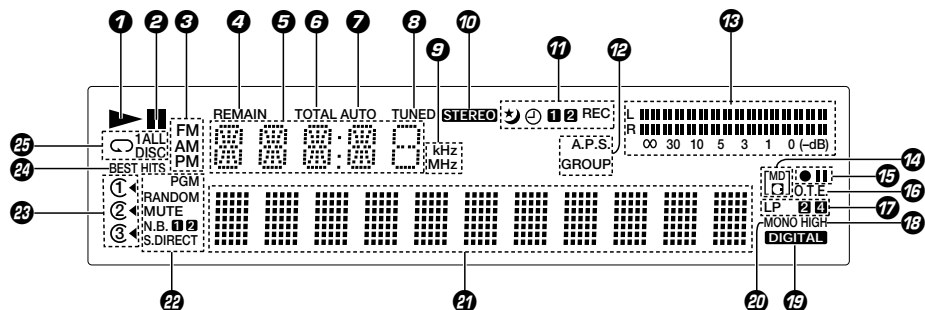 1 2 3 4 5 6 7 8 9 10 11 12 13
REMAIN TOTAL AUTO TUNED STEREO 1 2 REC
L
R
∞ 30 10 5 3 1 0 (–dB)
FM
AM
PM
kHz
MHz
A.P.S.
GROUP
25 1ALL
DISC
24 BEST HITS
23 1
2
3
PGM
RANDOM
MUTE
N.B. 1 2
S.DIRECT
MD 14
15
O.T.E. 16
LP 2 4 17
MONO HIGH 18
DIGITAL
22 21 20 19